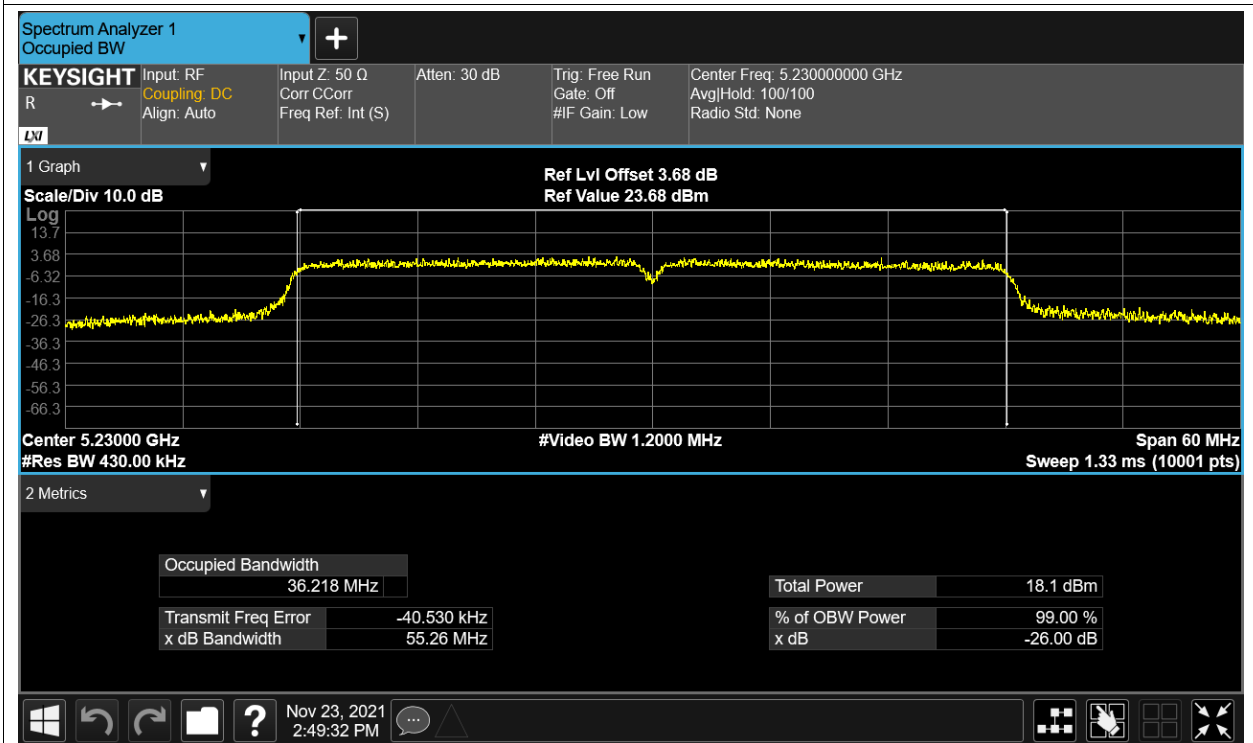 Spectrum Analyzer 1
Occupied BW
KEYSIGHT
R
LXI
Input: RF
Coupling: DC
Align: Auto
Input Z: 50 Ω
Corr CCorr
Freq Ref: Int (S)
Atten: 30 dB
Trig: Free Run
Gate: Off
#IF Gain: Low
Center Freq: 5.230000000 GHz
Avg|Hold: 100/100
Radio Std: None
1 Graph
Scale/Div 10.0 dB
Ref Lvl Offset 3.68 dB
Ref Value 23.68 dBm
Log
13.7
3.68
-6.32
-16.3
-26.3
-36.3
-46.3
-56.3
-66.3
Center 5.23000 GHz
#Video BW 1.2000 MHz
Span 60 MHz
#Res BW 430.00 kHz
Sweep 1.33 ms (10001 pts)
2 Metrics
Occupied Bandwidth
36.218 MHz
Total Power 18.1 dBm
Transmit Freq Error -40.530 kHz
% of OBW Power 99.00 %
x dB Bandwidth 55.26 MHz
x dB -26.00 dB
?
Nov 23, 2021
2:49:32 PM